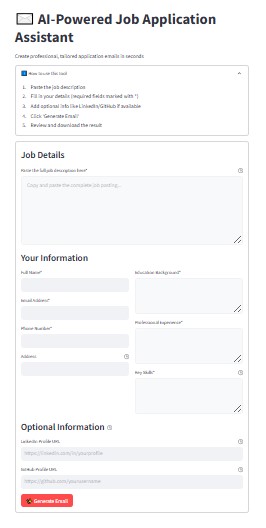 ✉️ AI-Powered Job Application
Assistant
Create professional, tailored application emails in seconds
How to use this tool
1. Paste the job description
2. Fill in your details (required fields marked with *)
3. Add optional info like LinkedIn/GitHub if available
4. Click 'Generate Email'
5. Review and download the result
Job Details
Paste the full job description here*
Copy and paste the complete job posting...
Your Information
Full Name*
Education Background*
Email Address*
Professional Experience*
Phone Number*
Address
Key Skills*
Optional Information
LinkedIn Profile URL
https://linkedin.com/in/yourprofile
GitHub Profile URL
https://github.com/yourusername
Generate Email